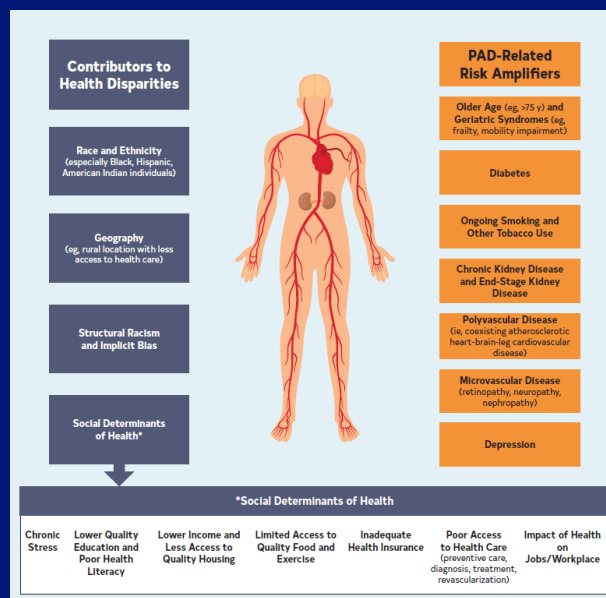 Contributors to
Health Disparities
Race and Ethnicity
(especially Black, Hispanic,
American Indian individuals)
Geography
(eg, rural location with less
access to health care)
Structural Racism
and Implicit Bias
Social Determinants
of Health*
PAD-Related
Risk Amplifiers
Older Age (eg, >75 y) and
Geriatric Syndromes (eg,
frailty, mobility impairment)
Diabetes
Ongoing Smoking and
Other Tobacco Use
Chronic Kidney Disease
and End-Stage Kidney
Disease
Polyvascular Disease
(ie, coexisting atherosclerotic
heart-brain-leg cardiovascular
disease)
Microvascular Disease
(retinopathy, neuropathy,
nephropathy)
Depression
*Social Determinants of Health
Chronic
Stress
Lower Quality
Education and
Poor Health
Literacy
Lower Income and
Less Access to
Quality Housing
Limited Access to
Quality Food and
Exercise
Inadequate
Health Insurance
Poor Access
to Health Care
(preventive care,
diagnosis, treatment,
revascularization)
Impact of Health
on
Jobs/Workplace